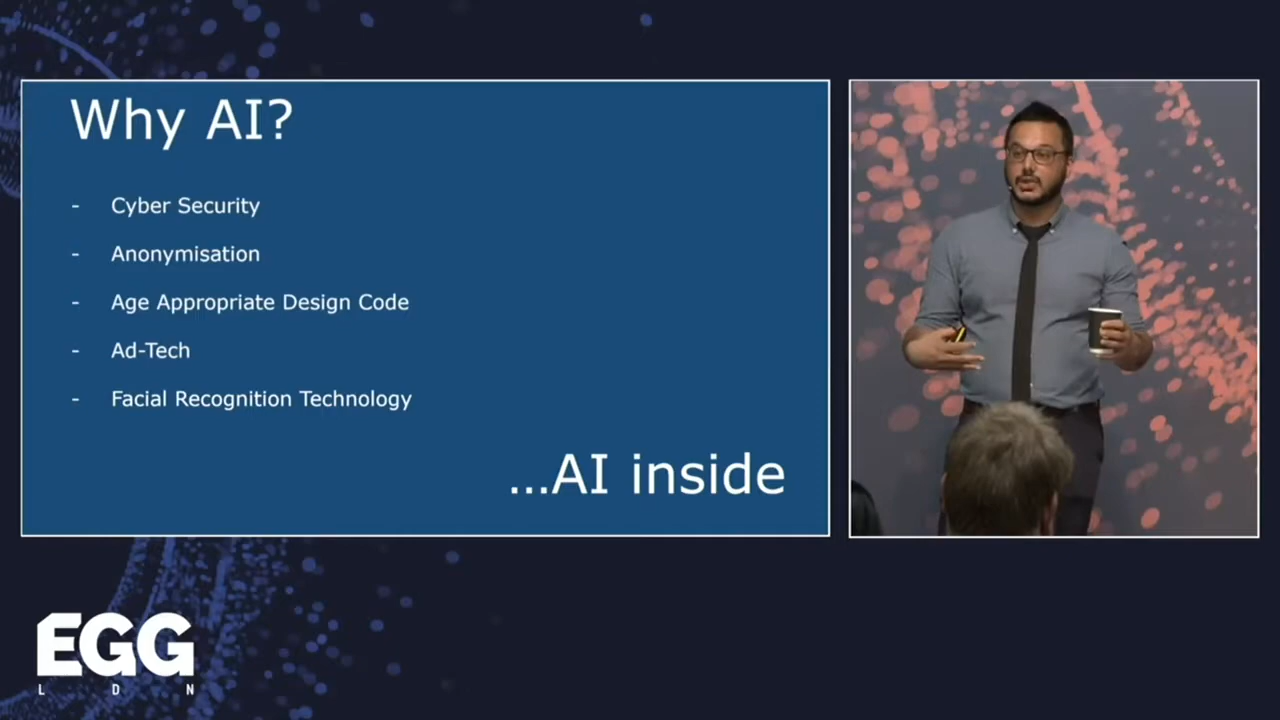 Why AI?
- Cyber Security
- Anonymisation
- Age Appropriate Design Code
- Ad-Tech
- Facial Recognition Technology
...AI inside
EGG
L D N